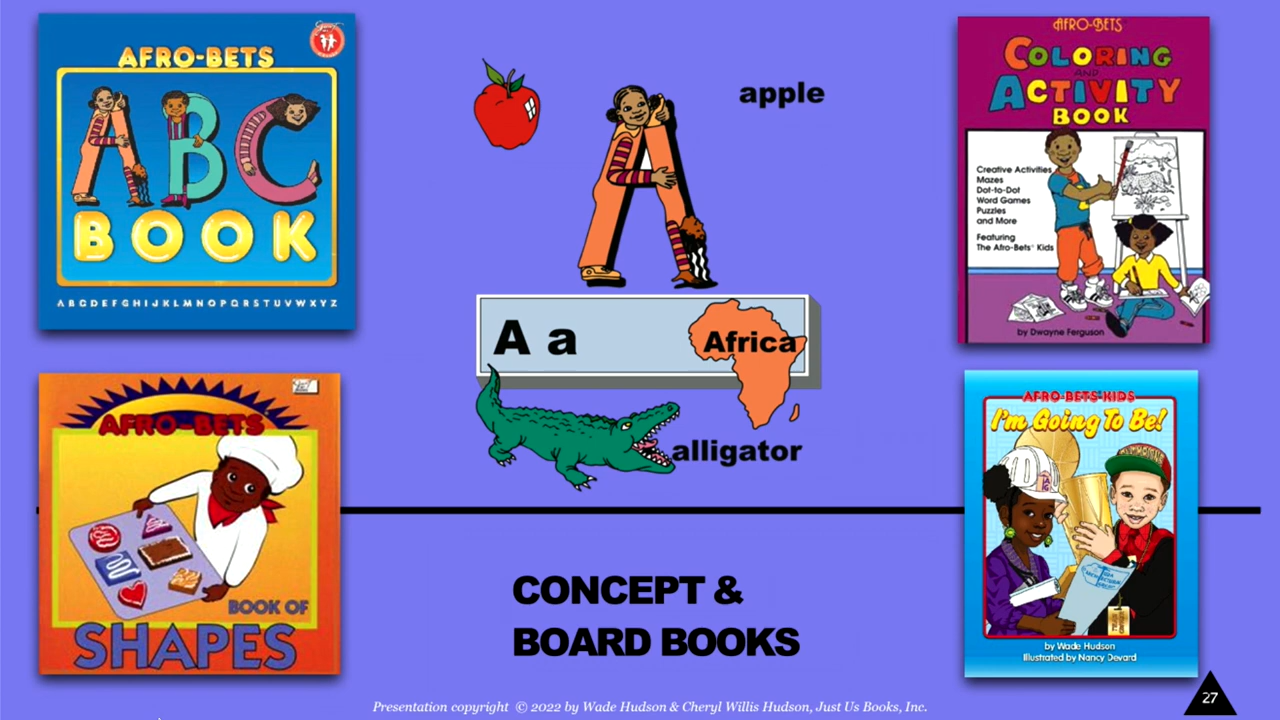 AFRO-BETS
ABC
BOOK
ABCDEFGHIJKLMNOPQRSTUVWXYZ
AFRO-BETS
BOOK OF
SHAPES
apple
A
A a
Africa
alligator
CONCEPT &
BOARD BOOKS
AFRO-BETS
COLORING
AND
ACTIVITY
BOOK
Creative Activities
Mazes
Dot-to-Dot
Word Games
Puzzles
and More
Featuring
The Afro-Bets™ Kids
by Dwayne Ferguson
AFRO-BETS KIDS
I'm Going To Be!
by Wade Hudson
Illustrated by Nancy Devard
Presentation copyright © 2022 by Wade Hudson & Cheryl Willis Hudson, Just Us Books, Inc.
27